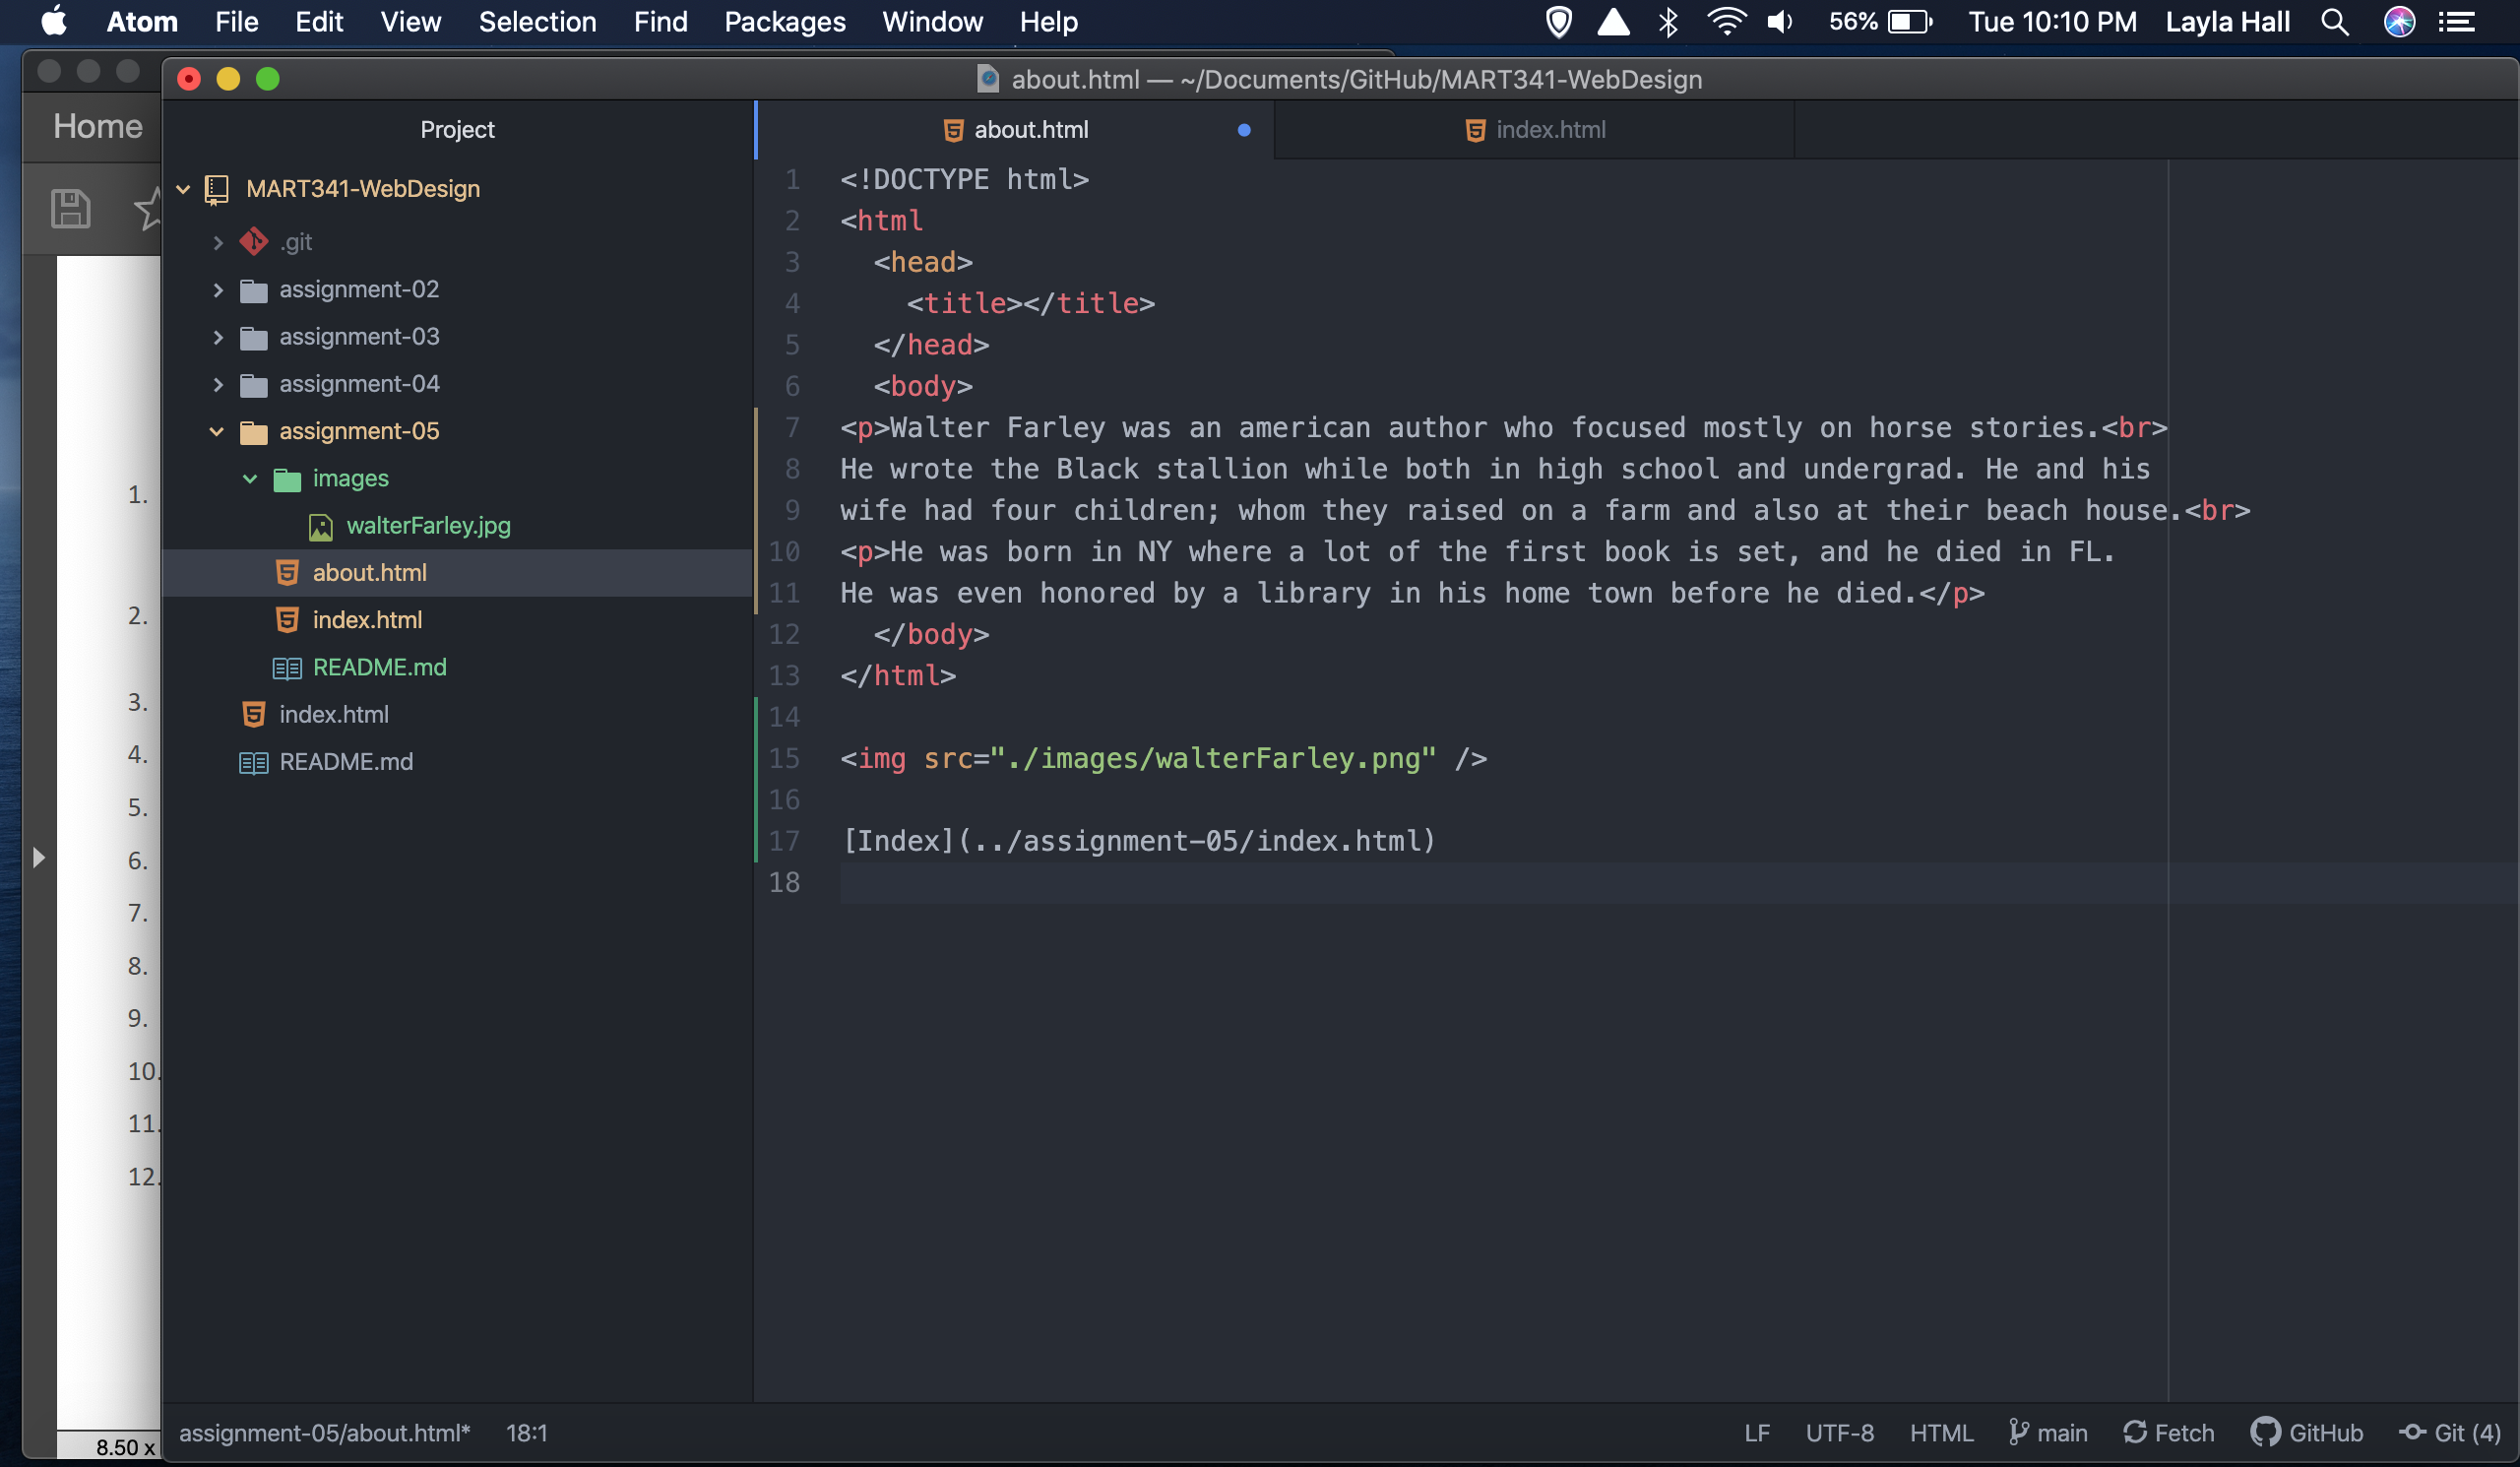 Atom File Edit View Selection Find Packages Window Help 56% Tue 10:10 PM Layla Hall
about.html — ~/Documents/GitHub/MART341-WebDesign
Home
Project
about.html
index.html
MART341-WebDesign
.git
assignment-02
assignment-03
assignment-04
assignment-05
images
walterFarley.jpg
about.html
index.html
README.md
index.html
README.md
1 <!DOCTYPE html>
2 <html
3 <head>
4 <title></title>
5 </head>
6 <body>
7 <p>Walter Farley was an american author who focused mostly on horse stories.<br>
8 He wrote the Black stallion while both in high school and undergrad. He and his
9 wife had four children; whom they raised on a farm and also at their beach house.<br>
10 <p>He was born in NY where a lot of the first book is set, and he died in FL.
11 He was even honored by a library in his home town before he died.</p>
12 </body>
13 </html>
14
15 <img src="./images/walterFarley.png" />
16
17 [Index](../assignment-05/index.html)
18
1.
2.
3.
4.
5.
6.
7.
8.
9.
10.
11.
12.
8.50 x
assignment-05/about.html* 18:1 LF UTF-8 HTML main Fetch GitHub Git (4)